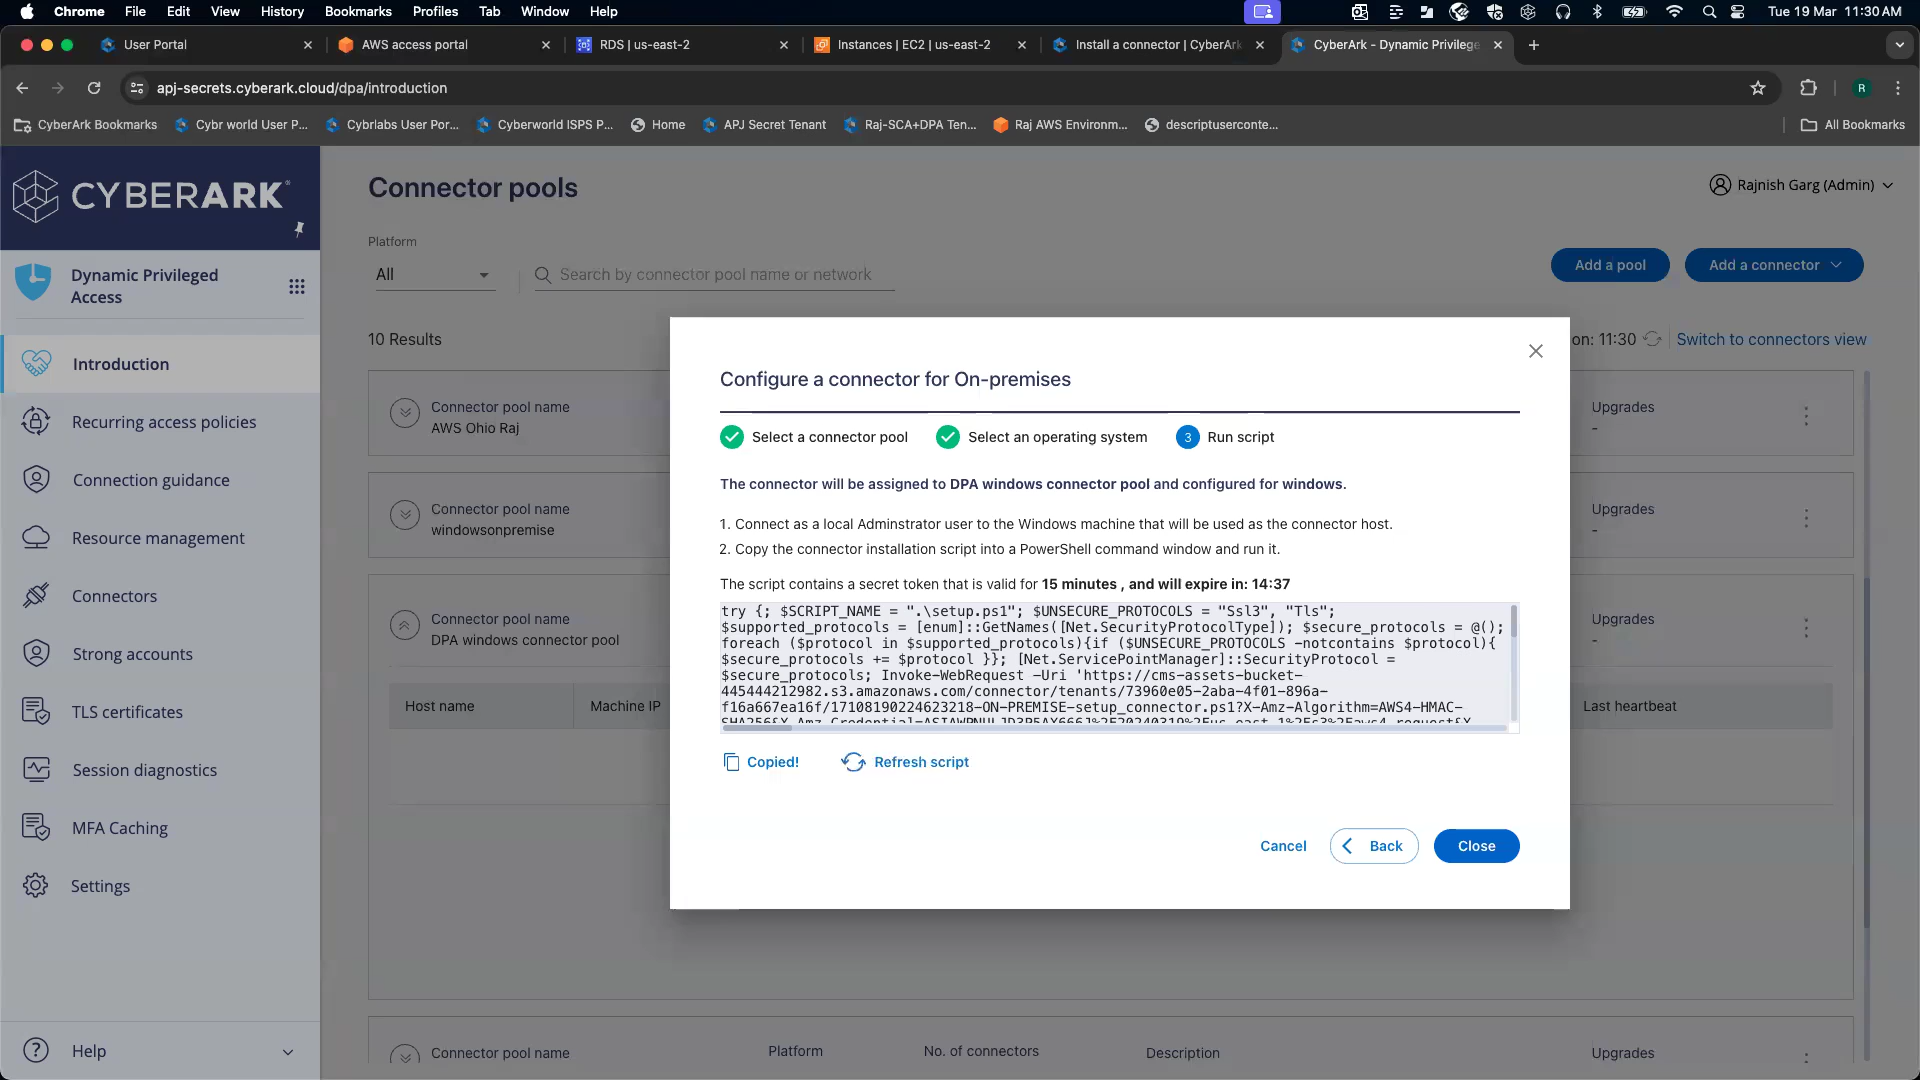 Chrome File Edit View History Bookmarks Profiles Tab Window Help Tue 19 Mar 11:30 AM
User Portal AWS access portal RDS | us-east-2 Instances | EC2 | us-east-2 Install a connector | CyberArk CyberArk - Dynamic Privilege
apj-secrets.cyberark.cloud/dpa/introduction R
CyberArk Bookmarks Cybr world User P... Cybrlabs User Por... Cyberworld ISPS P... Home APJ Secret Tenant Raj-SCA+DPA Ten... Raj AWS Environm... descriptuserconte... All Bookmarks
CYBERARK®
Dynamic Privileged
Access
Introduction
Recurring access policies
Connection guidance
Resource management
Connectors
Strong accounts
TLS certificates
Session diagnostics
MFA Caching
Settings
Help
Connector pools
Rajnish Garg (Admin)
Platform
All
Search by connector pool name or network
Add a pool
Add a connector
10 Results
on: 11:30
Switch to connectors view
Connector pool name
AWS Ohio Raj
Upgrades
-
Connector pool name
windowsonpremise
Upgrades
-
Connector pool name
DPA windows connector pool
Upgrades
-
Host name Machine IP Last heartbeat
Connector pool name Platform No. of connectors Description Upgrades
Configure a connector for On-premises
Select a connector pool Select an operating system 3 Run script
The connector will be assigned to DPA windows connector pool and configured for windows.
1. Connect as a local Adminstrator user to the Windows machine that will be used as the connector host.
2. Copy the connector installation script into a PowerShell command window and run it.
The script contains a secret token that is valid for 15 minutes , and will expire in: 14:37
try {; $SCRIPT_NAME = ".\setup.ps1"; $UNSECURE_PROTOCOLS = "Ssl3", "Tls";
$supported_protocols = [enum]::GetNames([Net.SecurityProtocolType]); $secure_protocols = @();
foreach ($protocol in $supported_protocols){if ($UNSECURE_PROTOCOLS -notcontains $protocol){
$secure_protocols += $protocol }}; [Net.ServicePointManager]::SecurityProtocol =
$secure_protocols; Invoke-WebRequest -Uri 'https://cms-assets-bucket-
445444212982.s3.amazonaws.com/connector/tenants/73960e05-2aba-4f01-896a-
f16a667ea16f/17108190224623218-ON-PREMISE-setup_connector.ps1?X-Amz-Algorithm=AWS4-HMAC-
Copied!
Refresh script
Cancel
Back
Close